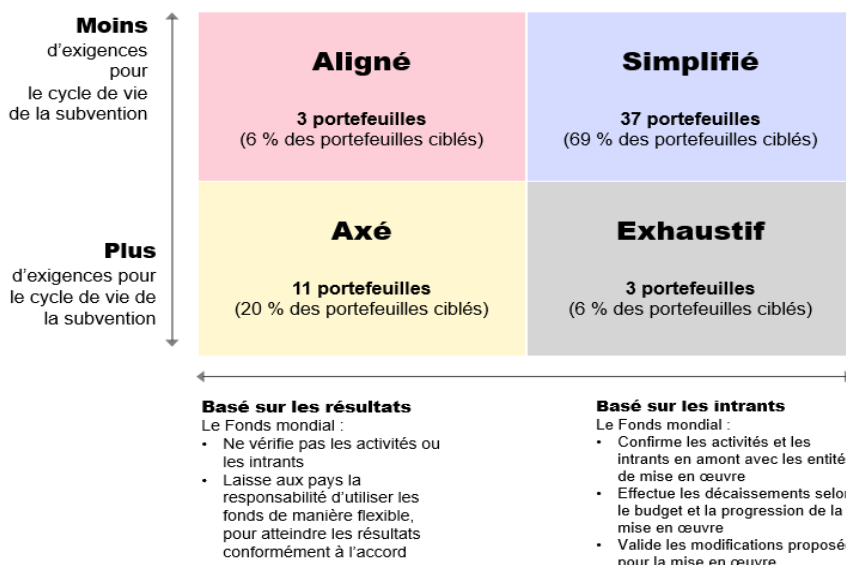 Moins
d'exigences
pour
le cycle de vie
de la subvention
Aligné
3 portefeuilles
(6 % des portefeuilles ciblés)
Simplifié
37 portefeuilles
(69 % des portefeuilles ciblés)
Plus
d'exigences pour
le cycle de vie de
la subvention
Axé
11 portefeuilles
(20 % des portefeuilles ciblés)
Exhaustif
3 portefeuilles
(6 % des portefeuilles ciblés)
Basé sur les résultats
Le Fonds mondial :
• Ne vérifie pas les activités ou
les intrants
• Laisse aux pays la
responsabilité d'utiliser les
fonds de manière flexible,
pour atteindre les résultats
conformément à l'accord
Basé sur les intrants
Le Fonds mondial :
• Confirme les activités et les
intrants en amont avec les entité
de mise en œuvre
• Effectue les décaissements selo
le budget et la progression de la
mise en œuvre
• Valide les modifications proposé
pour la mise en œuvre